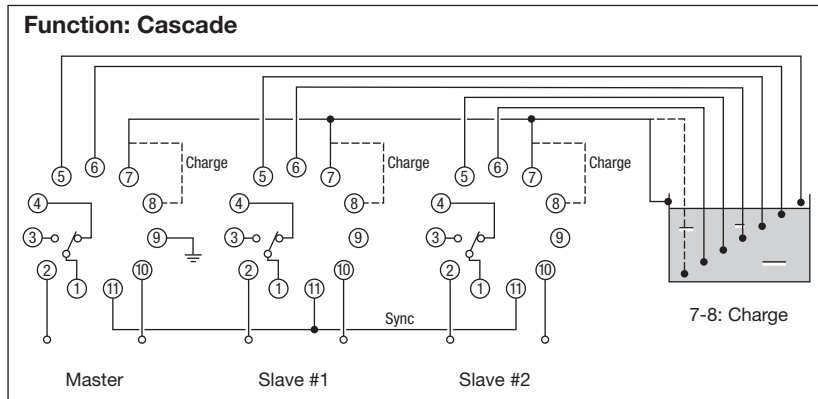 Function: Cascade
5 6 7 5 6 7 5 6 7
Charge Charge Charge
4 8 4 8 4 8
3 9 3 9 3 9
2 10 2 10 2 10
1 11 1 11 1 11
Sync
7-8: Charge
Master Slave #1 Slave #2